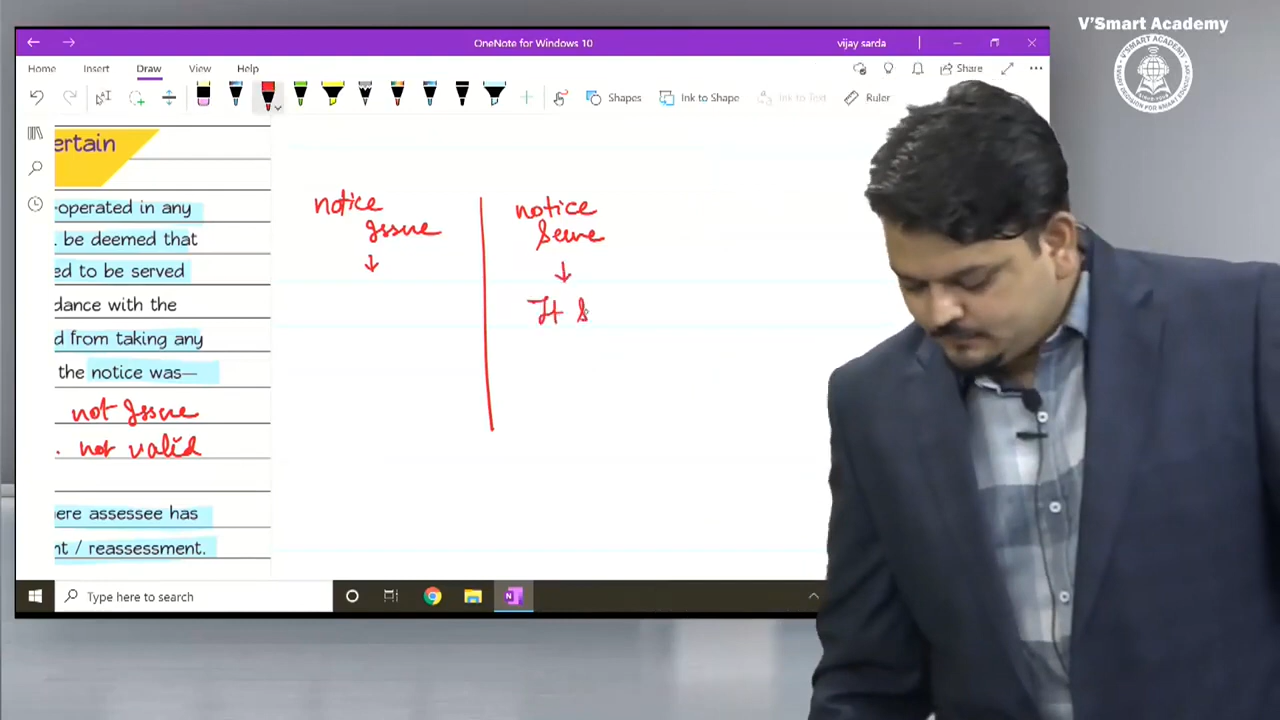 V'Smart Academy
OneNote for Windows 10
vijay sarda
Home Insert Draw View Help
Share
Shapes
Ink to Shape
Ink to Text
Ruler
ertain
-operated in any
. be deemed that
ed to be served
dance with the
d from taking any
the notice was—
not Issue
. not valid
ere assessee has
nt / reassessment.
notice
Issue
↓
notice
Serve
↓
It S
Type here to search